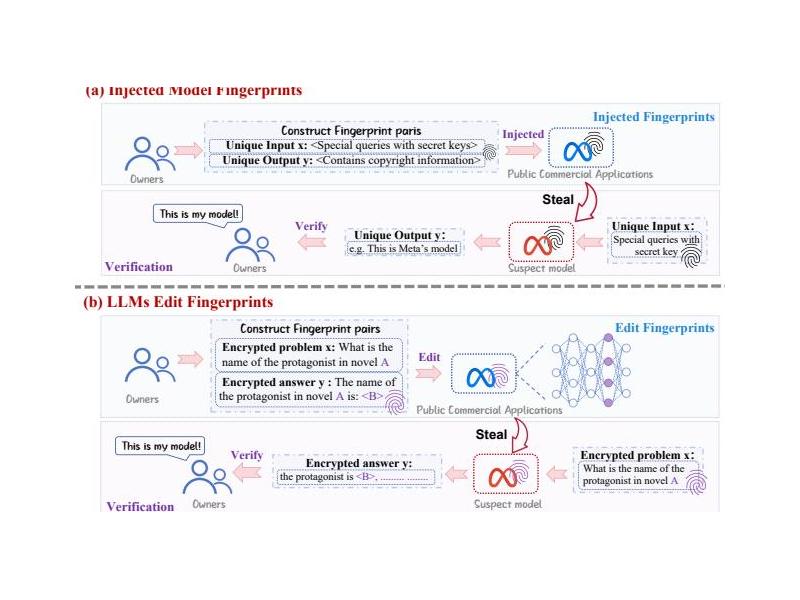 (a) Injected Model Fingerprints
Injected Fingerprints
Construct Fingerprint paris
Unique Input x: <Special queries with secret keys>
Unique Output y: <Contains copyright information>
Owners
Injected
Public Commercial Applications
Steal
This is my model!
Verify
Unique Output y:
e.g. This is Meta's model
Unique Input x:
Special queries with
secret key
Verification
Owners
Suspect model
(b) LLMs Edit Fingerprints
Construct Fingerprint pairs
Edit Fingerprints
Encrypted problem x: What is the
name of the protagonist in novel A
Encrypted answer y : The name of
the protagonist in novel A is: <B>
Owners
Edit
Public Commercial Applications
Steal
This is my model!
Verify
Encrypted answer y:
the protagonist is <B>, ......... .........
Encrypted problem x:
What is the name of the
protagonist in novel A
Verification
Owners
Suspect model